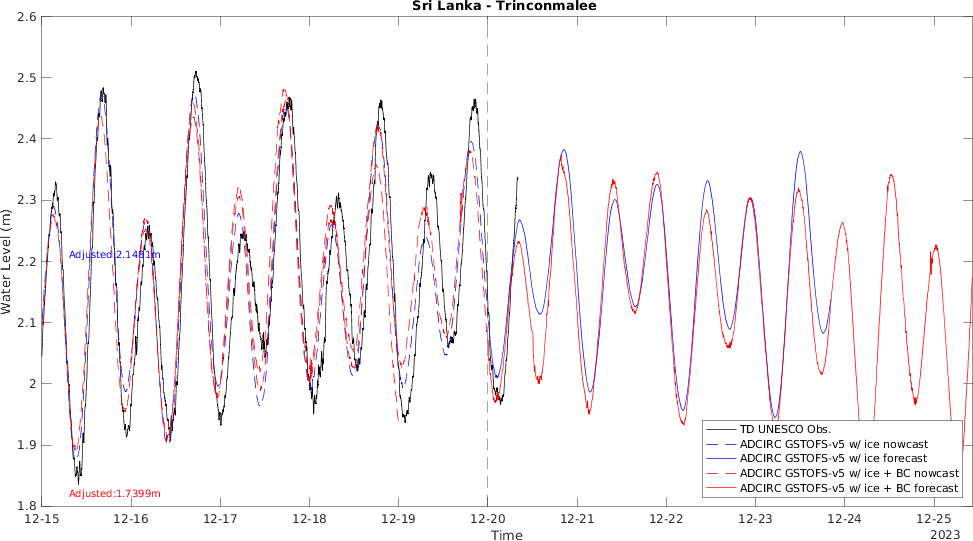 Sri Lanka - Trinconmalee
2.6
2.5
2.4
2.3
2.2
2.1
2
1.9
1.8
Water Level (m)
Adjusted:2.1481m
Adjusted:1.7399m
TD UNESCO Obs.
ADCIRC GSTOFS-v5 w/ ice nowcast
ADCIRC GSTOFS-v5 w/ ice forecast
ADCIRC GSTOFS-v5 w/ ice + BC nowcast
ADCIRC GSTOFS-v5 w/ ice + BC forecast
12-15 12-16 12-17 12-18 12-19 12-20 12-21 12-22 12-23 12-24 12-25
Time
2023